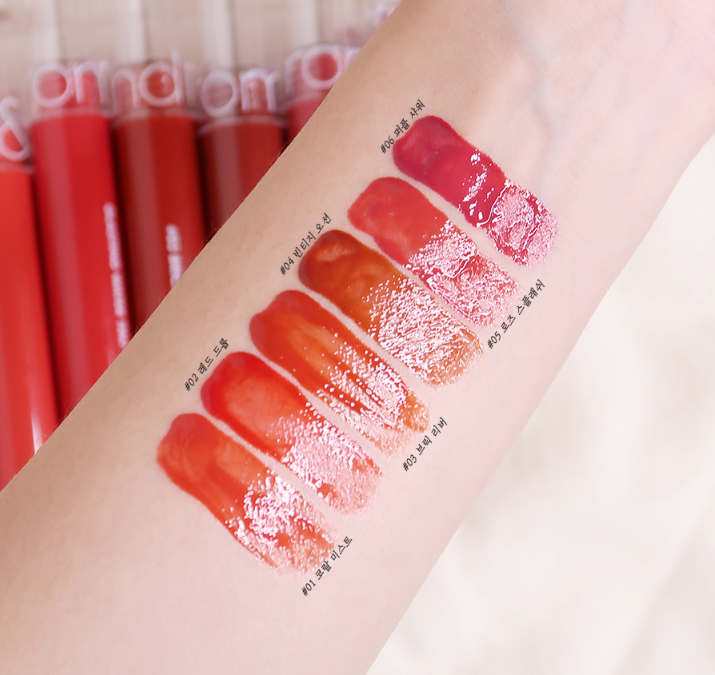 #06 퍼플 샤워
#04 빈티지 오션
#05 로즈 스플래쉬
#02 레드 드롭
#03 브릭 리버
#01 코랄 미스트